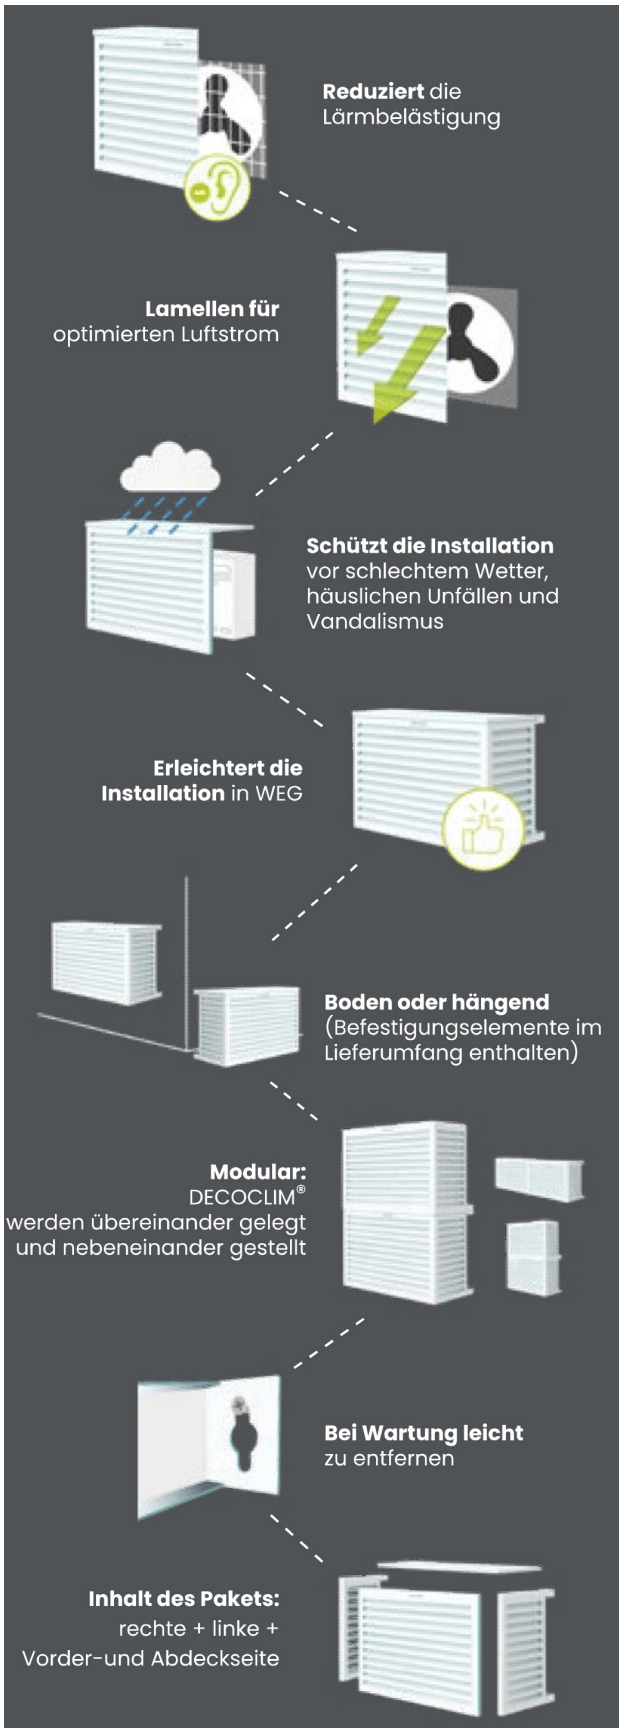 Reduziert die
Lärmbelästigung
Lamellen für
optimierten Luftstrom
Schützt die Installation
vor schlechtem Wetter,
häuslichen Unfällen und
Vandalismus
Erleichtert die
Installation in WEG
Boden oder hängend
(Befestigungselemente im
Lieferumfang enthalten)
Modular:
DECOCLIM®
werden übereinander gelegt
und nebeneinander gestellt
Bei Wartung leicht
zu entfernen
Inhalt des Pakets:
rechte + linke +
Vorder-und Abdeckseite